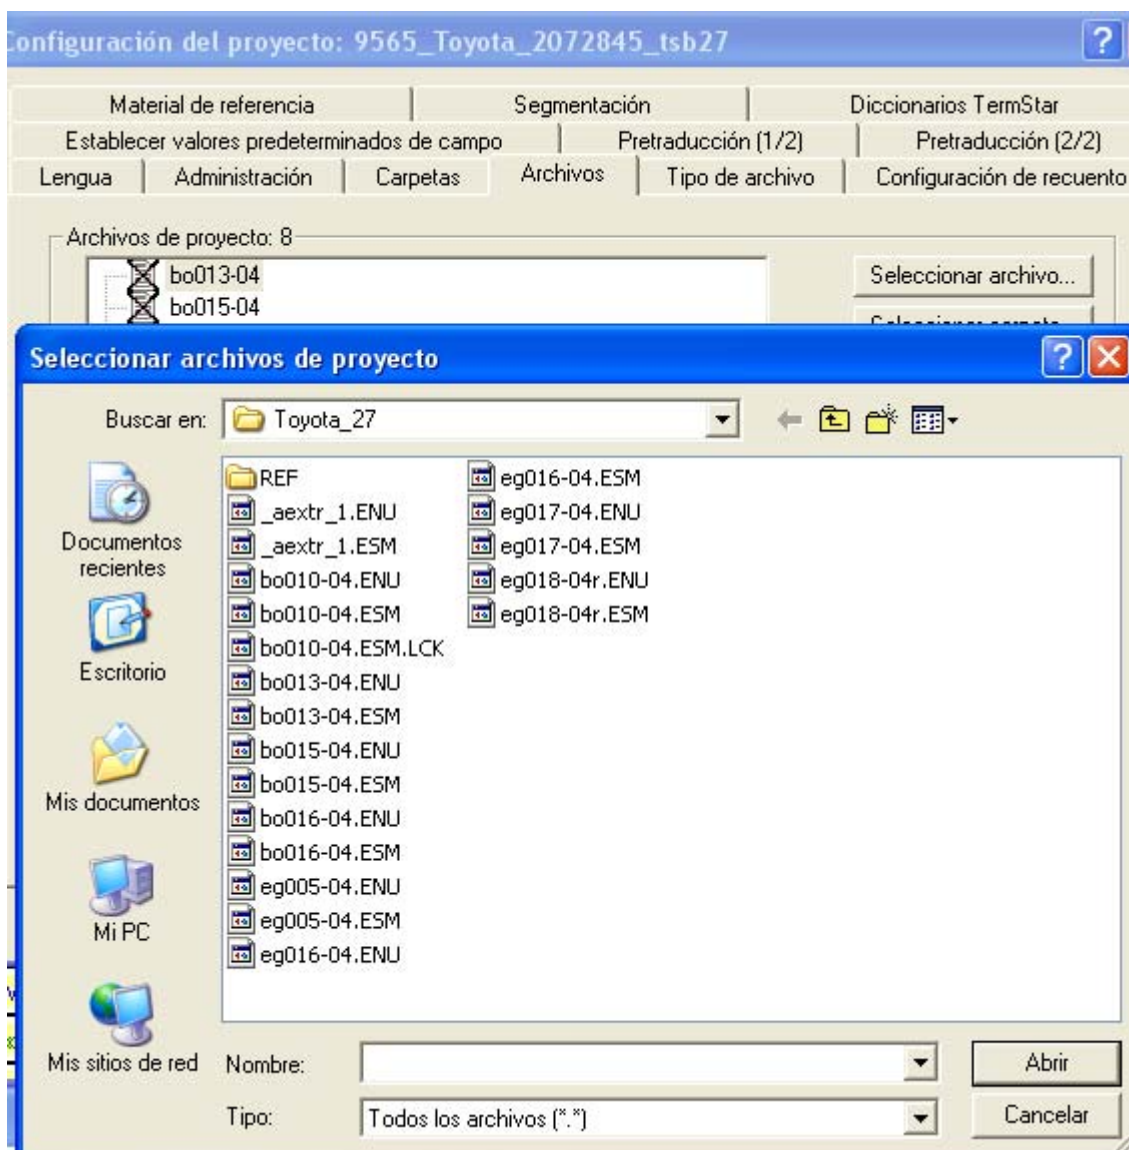 Configuración del proyecto: 9565_Toyota_2072845_tsb27
Material de referencia Segmentación Diccionarios TermStar
Establecer valores predeterminados de campo Pretraducción (1/2) Pretraducción (2/2)
Lengua Administración Carpetas Archivos Tipo de archivo Configuración de recuento
Archivos de proyecto: 8
bo013-04 Seleccionar archivo...
bo015-04
Seleccionar archivos de proyecto
Buscar en: Toyota_27
Documentos recientes
Escritorio
Mis documentos
Mi PC
Mis sitios de red
REF
_aextr_1.ENU
_aextr_1.ESM
bo010-04.ENU
bo010-04.ESM
bo010-04.ESM.LCK
bo013-04.ENU
bo013-04.ESM
bo015-04.ENU
bo015-04.ESM
bo016-04.ENU
bo016-04.ESM
eg005-04.ENU
eg005-04.ESM
eg016-04.ENU
eg016-04.ESM
eg017-04.ENU
eg017-04.ESM
eg018-04r.ENU
eg018-04r.ESM
Nombre: Abrir
Tipo: Todos los archivos (*.*) Cancelar